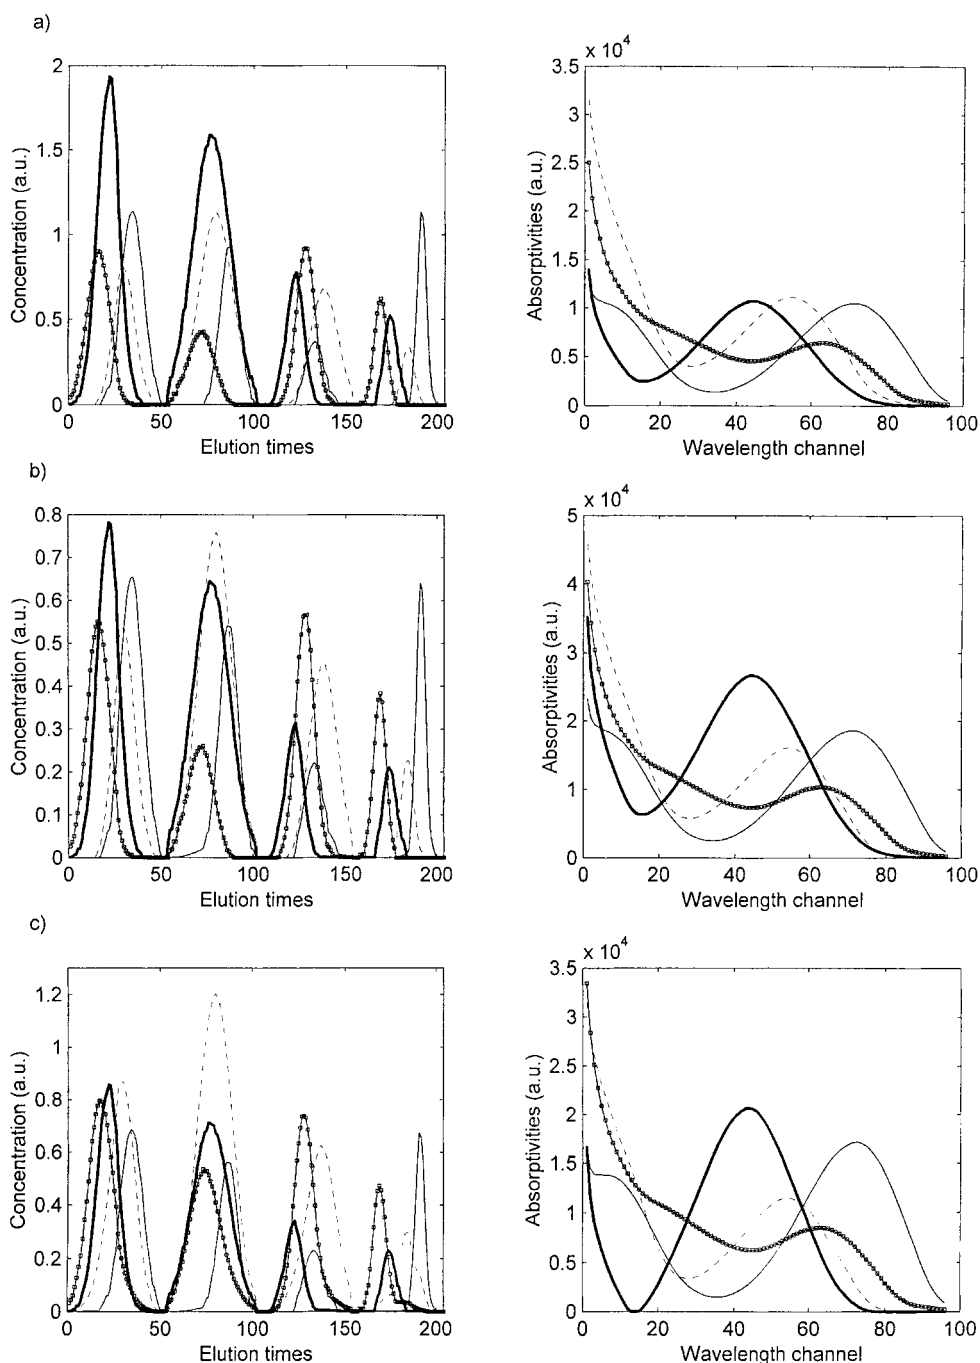 a)
2
1.5
1
0.5
0
0 50 100 150 200
Concentration (a.u.)
Elution times
x 10⁴
3.5
3
2.5
2
1.5
1
0.5
0
0 20 40 60 80 100
Absorptivities (a.u.)
Wavelength channel
b)
0.8
0.7
0.6
0.5
0.4
0.3
0.2
0.1
0
0 50 100 150 200
Concentration (a.u.)
Elution times
x 10⁴
5
4
3
2
1
0
0 20 40 60 80 100
Absorptivities (a.u.)
Wavelength channel
c)
1.2
1
0.8
0.6
0.4
0.2
0
0 50 100 150 200
Concentration (a.u.)
Elution times
x 10⁴
3.5
3
2.5
2
1.5
1
0.5
0
0 20 40 60 80 100
Absorptivities (a.u.)
Wavelength channel